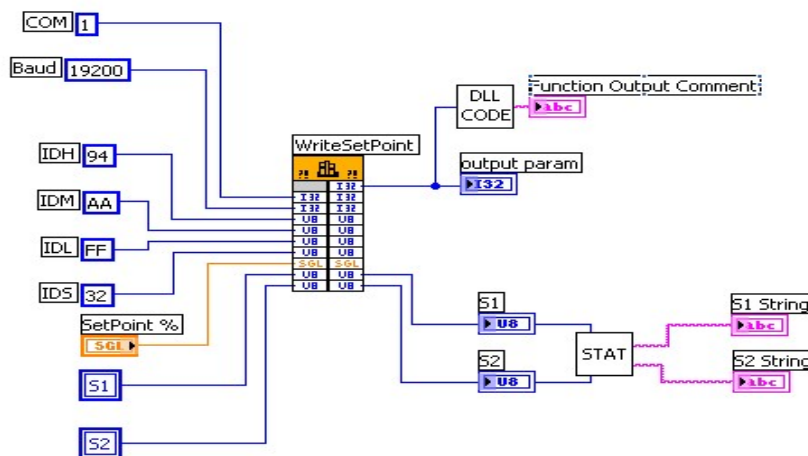 COM 1
Baud 19200
Function Output Comment
DLL
CODE
abc
IDH 94
WriteSetPoint
output param
I32
IDM AA
IDL FF
IDS 32
?! ?!
I32
I32 I32
I32 I32
U8 U8
U8 U8
U8 U8
U8 U8
SGL SGL
U8 U8
U8 U8
SetPoint %
SGL
S1
U8
S1 String
abc
STAT
S2
U8
S2 String
abc
S1
S2